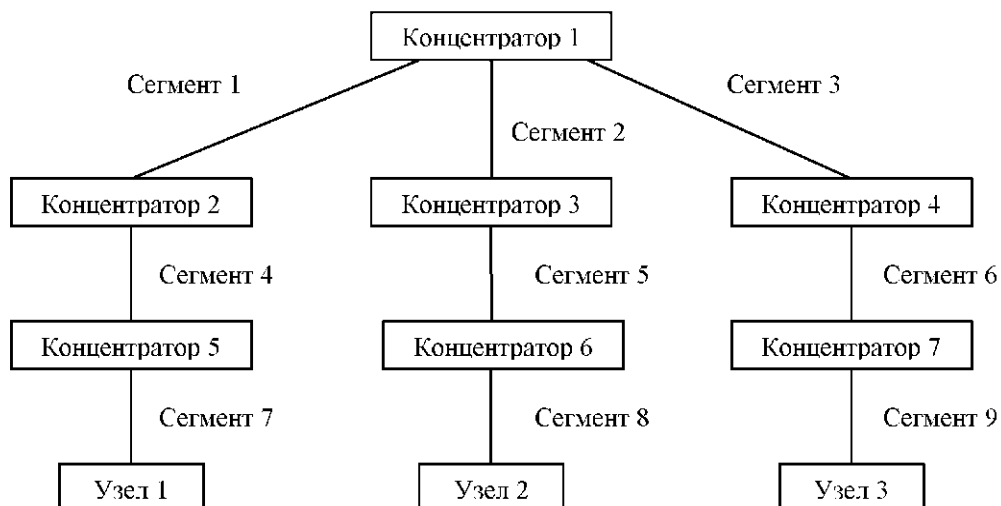 Концентратор 1
Сегмент 1
Сегмент 3
Сегмент 2
Концентратор 2
Концентратор 3
Концентратор 4
Сегмент 4
Сегмент 5
Сегмент 6
Концентратор 5
Концентратор 6
Концентратор 7
Сегмент 7
Сегмент 8
Сегмент 9
Узел 1
Узел 2
Узел 3